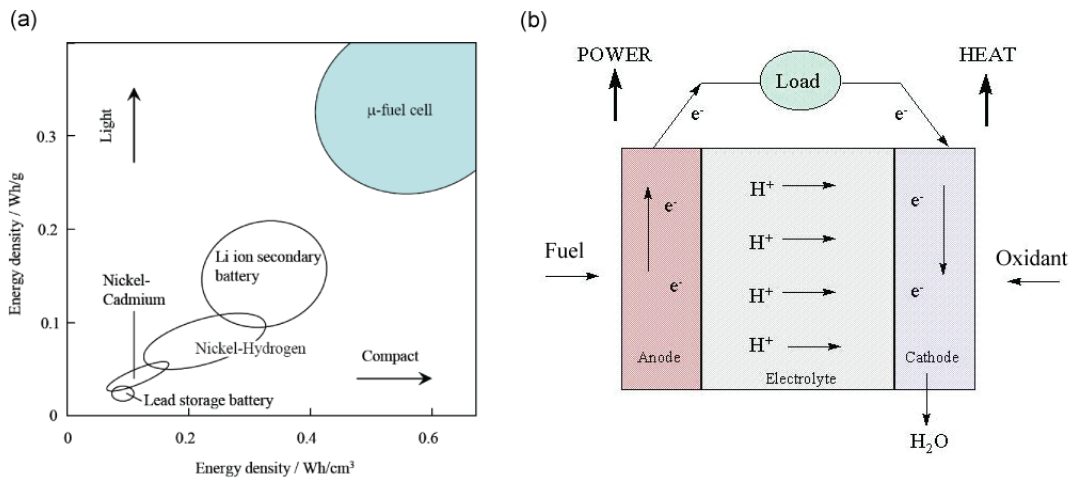 (a)
Energy density / Wh/g
0.3
0.2
0.1
0
Light
μ-fuel cell
Li ion secondary
battery
Nickel-
Cadmium
Nickel-Hydrogen
Compact
Lead storage battery
0
0.2
0.4
0.6
Energy density / Wh/cm³
(b)
POWER
HEAT
Load
e⁻
e⁻
H⁺
e⁻
e⁻
H⁺
Fuel
Oxidant
H⁺
e⁻
e⁻
H⁺
Anode
Cathode
Electrolyte
H₂O